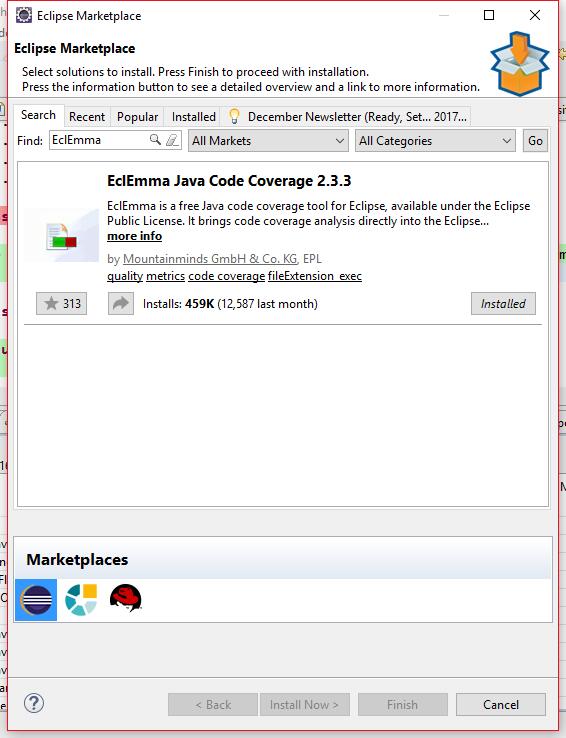 Eclipse Marketplace
Eclipse Marketplace
Select solutions to install. Press Finish to proceed with installation.
Press the information button to see a detailed overview and a link to more information.
Search Recent Popular Installed December Newsletter (Ready, Set... 2017...
Find: EclEmma All Markets All Categories Go
EclEmma Java Code Coverage 2.3.3
EclEmma is a free Java code coverage tool for Eclipse, available under the Eclipse
Public License. It brings code coverage analysis directly into the Eclipse...
more info
by Mountainminds GmbH & Co. KG, EPL
quality metrics code coverage fileExtension_exec
313 Installs: 459K (12,587 last month) Installed
Marketplaces
? < Back Install Now > Finish Cancel